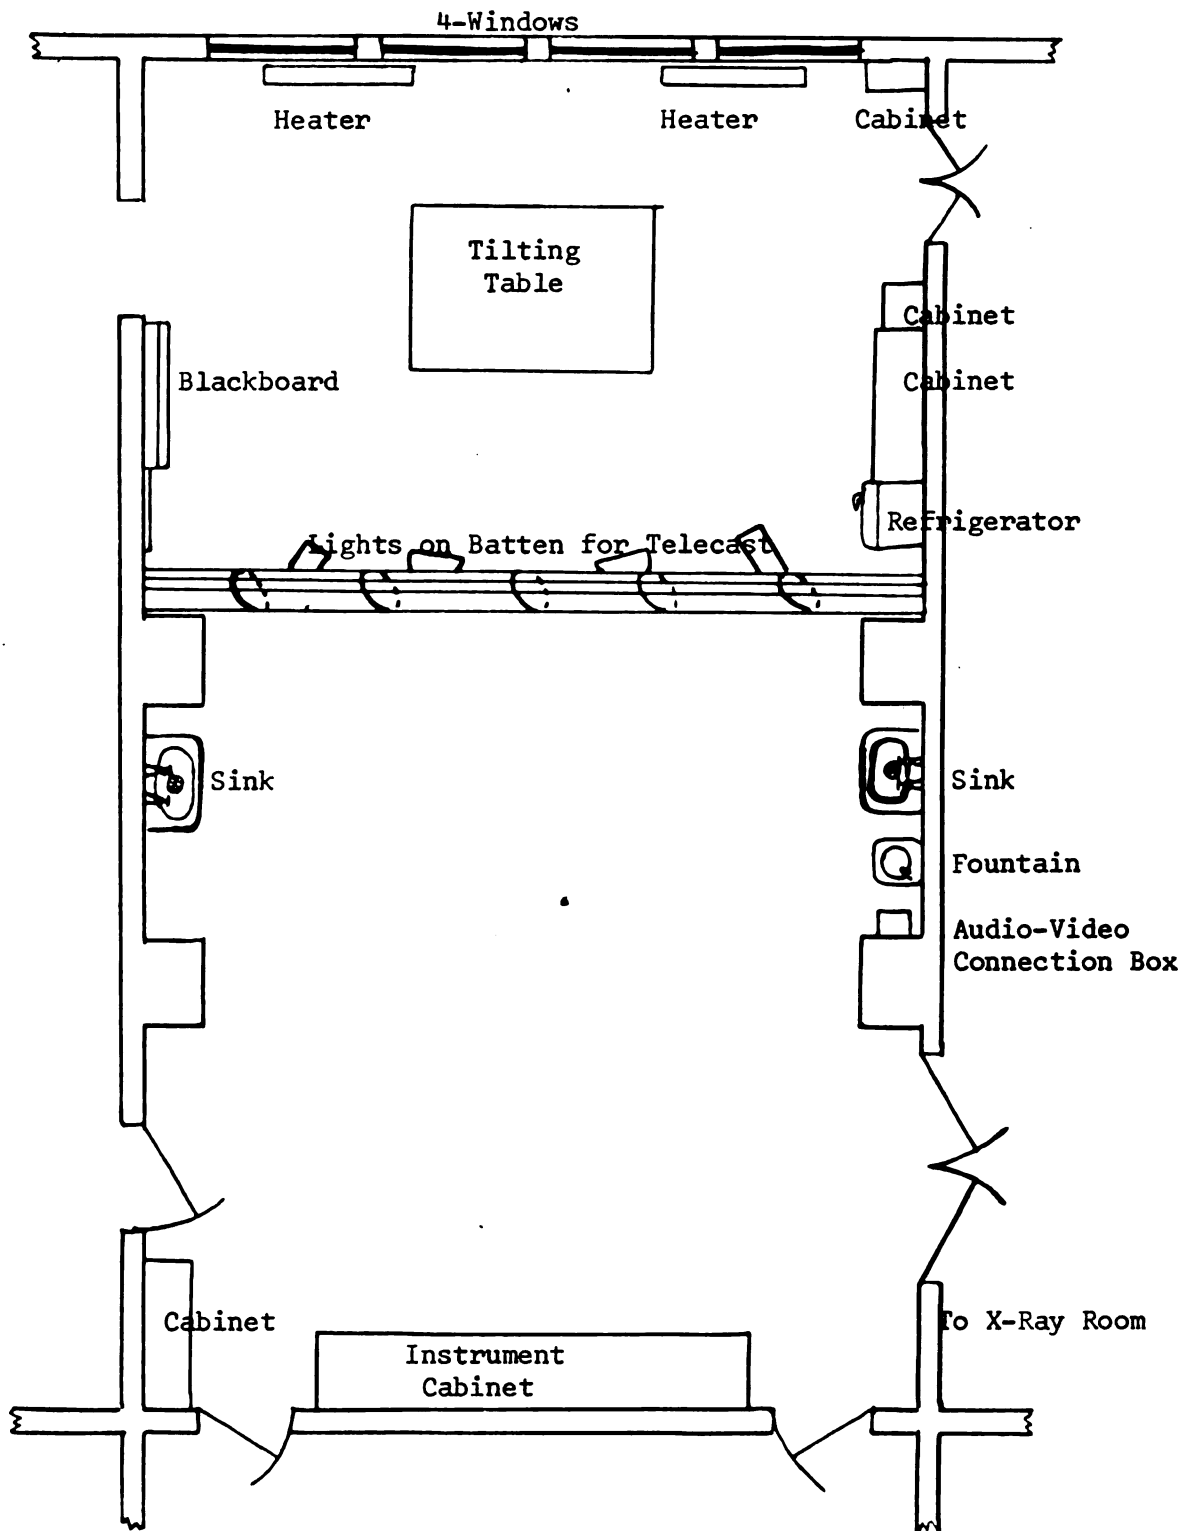 4-Windows
Heater
Heater
Cabinet
Tilting
Table
Cabinet
Blackboard
Cabinet
Refrigerator
Lights on Batten for Telecast
Sink
Sink
Fountain
Audio-Video
Connection Box
Cabinet
To X-Ray Room
Instrument
Cabinet